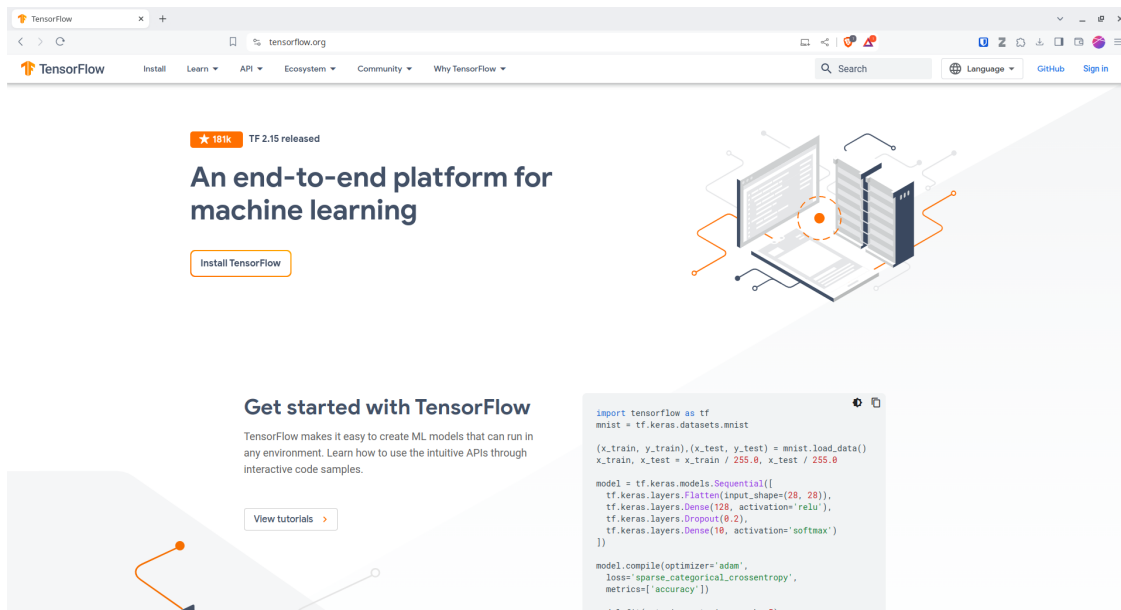 TensorFlow
tensorflow.org
TensorFlow
Install
Learn
API
Ecosystem
Community
Why TensorFlow
Search
Language
GitHub
Sign in
181k
TF 2.15 released
An end-to-end platform for
machine learning
Install TensorFlow
Get started with TensorFlow
TensorFlow makes it easy to create ML models that can run in
any environment. Learn how to use the intuitive APIs through
interactive code samples.
View tutorials
import tensorflow as tf
mnist = tf.keras.datasets.mnist
(x_train, y_train),(x_test, y_test) = mnist.load_data()
x_train, x_test = x_train / 255.0, x_test / 255.0
model = tf.keras.models.Sequential([
  tf.keras.layers.Flatten(input_shape=(28, 28)),
  tf.keras.layers.Dense(128, activation='relu'),
  tf.keras.layers.Dropout(0.2),
  tf.keras.layers.Dense(10, activation='softmax')
])
model.compile(optimizer='adam',
  loss='sparse_categorical_crossentropy',
  metrics=['accuracy'])